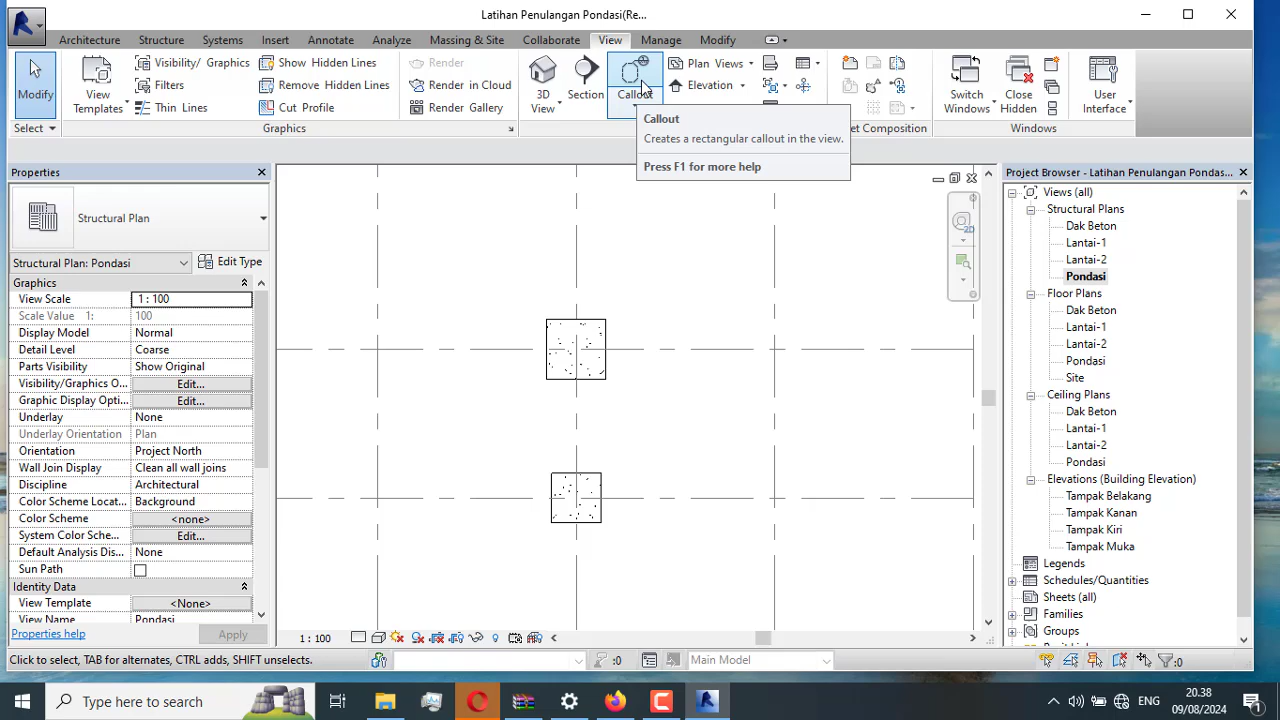 Latihan Penulangan Pondasi(Re...
Architecture Structure Systems Insert Annotate Analyze Massing & Site Collaborate View Manage Modify
Modify
Select
View Templates
Visibility/ Graphics
Filters
Thin Lines
Show Hidden Lines
Remove Hidden Lines
Cut Profile
Render
Render in Cloud
Render Gallery
Graphics
3D View
Section
Callout
Plan Views
Elevation
t Composition
Switch Windows
Close Hidden
User Interface
Windows
Callout
Creates a rectangular callout in the view.
Press F1 for more help
Properties
Structural Plan
Structural Plan: Pondasi Edit Type
Graphics
View Scale 1 : 100
Scale Value 1: 100
Display Model Normal
Detail Level Coarse
Parts Visibility Show Original
Visibility/Graphics O... Edit...
Graphic Display Opti... Edit...
Underlay None
Underlay Orientation Plan
Orientation Project North
Wall Join Display Clean all wall joins
Discipline Architectural
Color Scheme Locat... Background
Color Scheme <none>
System Color Sche... Edit...
Default Analysis Dis... None
Sun Path
Identity Data
View Template <None>
View Name Pondasi
Properties help Apply
2D
1 : 100
Project Browser - Latihan Penulangan Pondas...
Views (all)
Structural Plans
Dak Beton
Lantai-1
Lantai-2
Pondasi
Floor Plans
Dak Beton
Lantai-1
Lantai-2
Pondasi
Site
Ceiling Plans
Dak Beton
Lantai-1
Lantai-2
Pondasi
Elevations (Building Elevation)
Tampak Belakang
Tampak Kanan
Tampak Kiri
Tampak Muka
Legends
Schedules/Quantities
Sheets (all)
Families
Groups
Click to select, TAB for alternates, CTRL adds, SHIFT unselects.
:0
Main Model
:0
Type here to search
ENG
20.38
09/08/2024
1